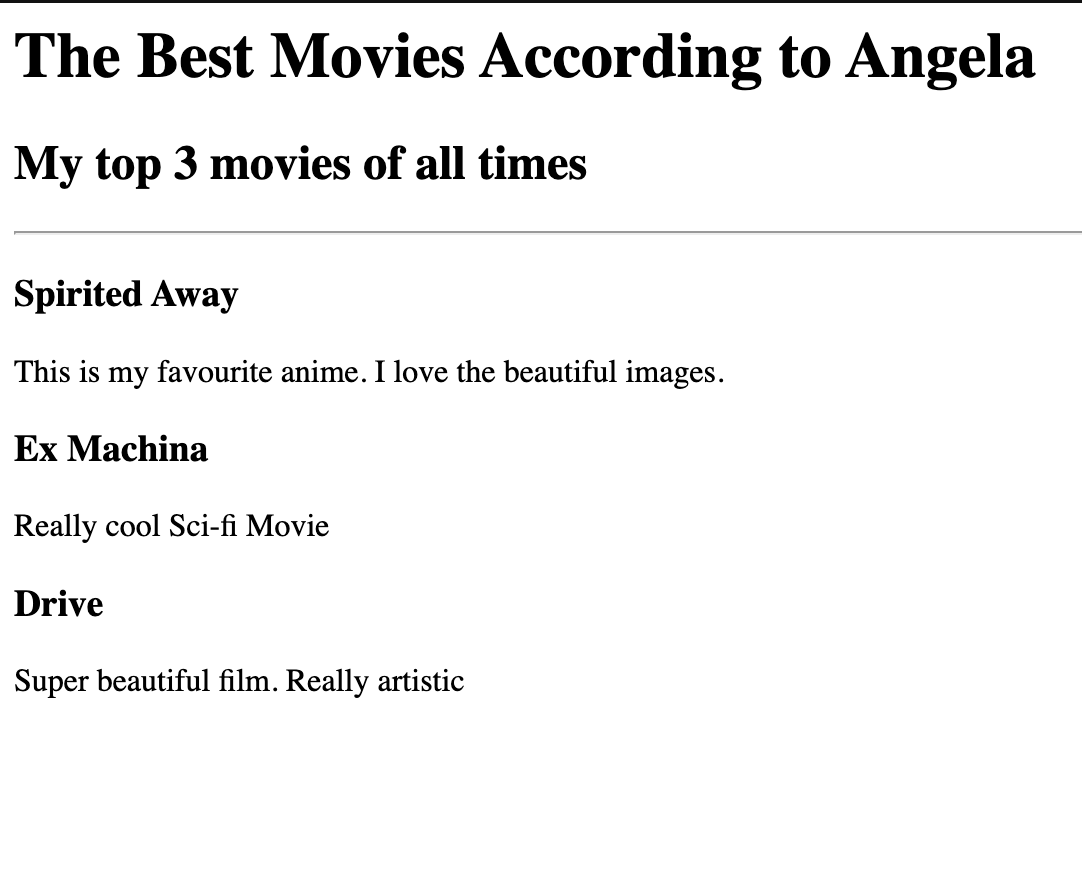 The Best Movies According to Angela
My top 3 movies of all times
Spirited Away
This is my favourite anime. I love the beautiful images.
Ex Machina
Really cool Sci-fi Movie
Drive
Super beautiful film. Really artistic